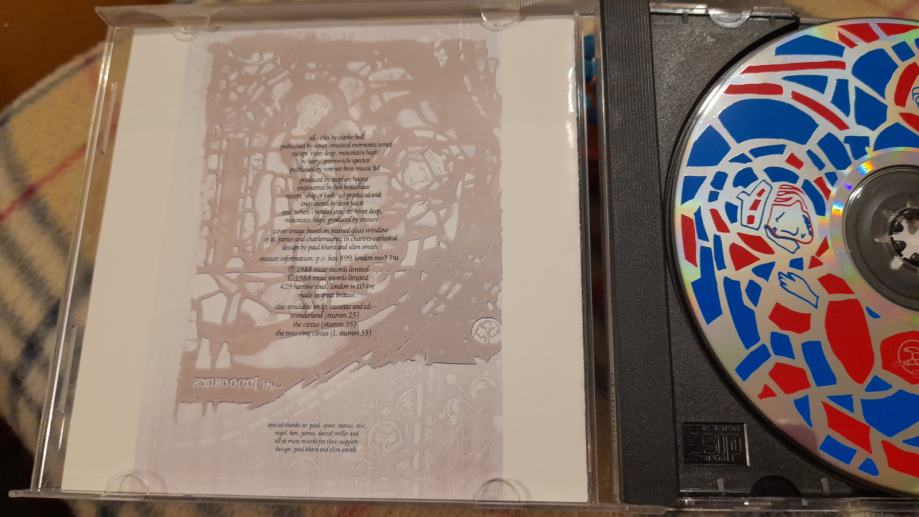 all titles by clarke/bell
published by sonet/musical moments/sonet
except 'river deep, mountain high'
by barry/greenwich/spector
published by warner bros music ltd
produced by stephen hague
engineered by bob kraushaar
except 'ship of fools' co-produced and
engineered by dave jacob
and 'when i needed you' & 'river deep,
mountain high' produced by erasure
cover image based on stained glass window
of st. james and charlemagne, in chartres cathedral
design by paul khera and slim smith
erasure information: p.o. box 899, london nw3 1tu
℗ 1988 mute records limited
© 1988 mute records limited
429 harrow road, london w10 4re
made in great britain
also available on lp, cassette and cd:
wonderland (stumm 25)
the circus (stumm 35)
the two-ring circus (l stumm 35)
the innocents
special thanks to: paul, anne,
nigel, ken, james, daniel miller and
all at mute records for their support
design: paul khera and slim smith